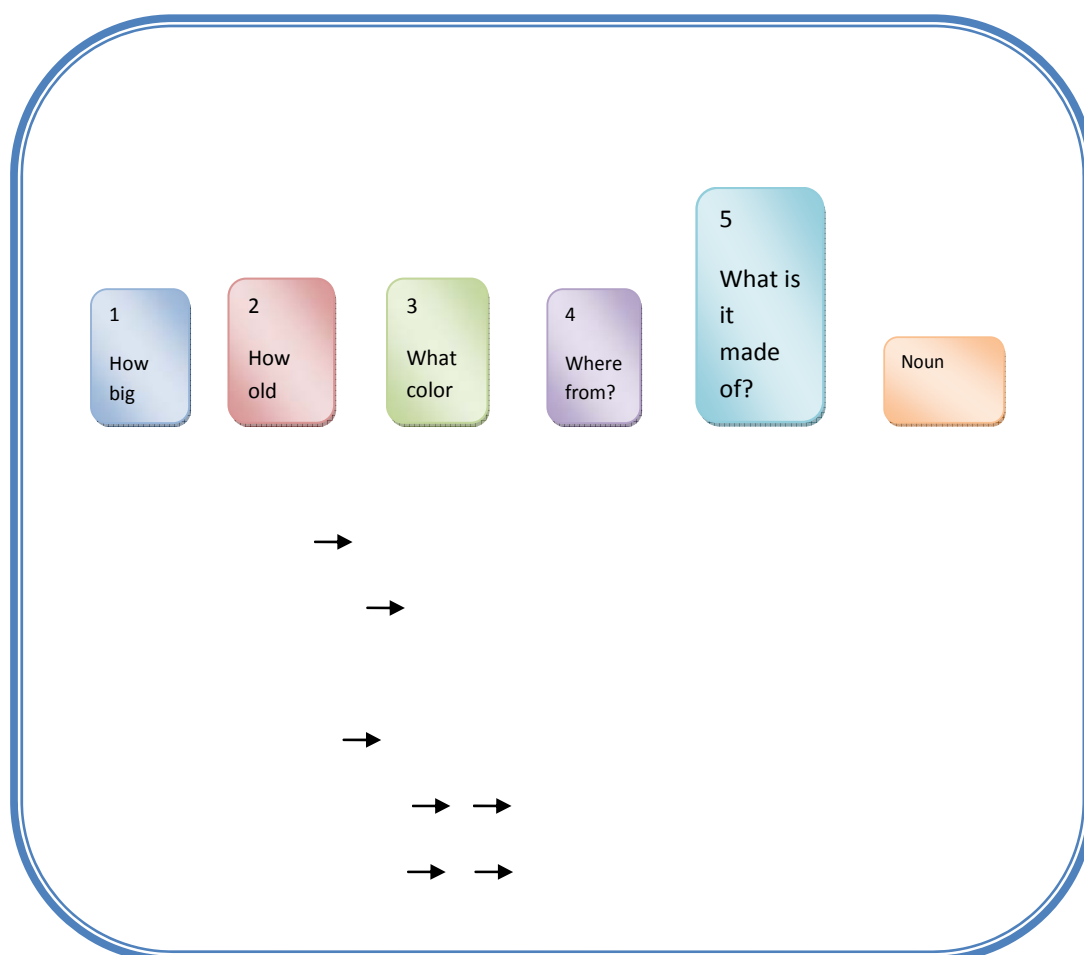 1
How
big
2
How
old
3
What
color
4
Where
from?
5
What is
it
made
of?
Noun